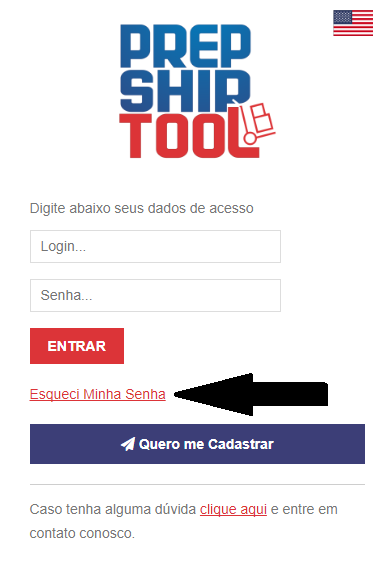 PREP
SHIP
TOOL
Digite abaixo seus dados de acesso
Login...
Senha...
ENTRAR
Esqueci Minha Senha
Quero me Cadastrar
Caso tenha alguma dúvida clique aqui e entre em
contato conosco.